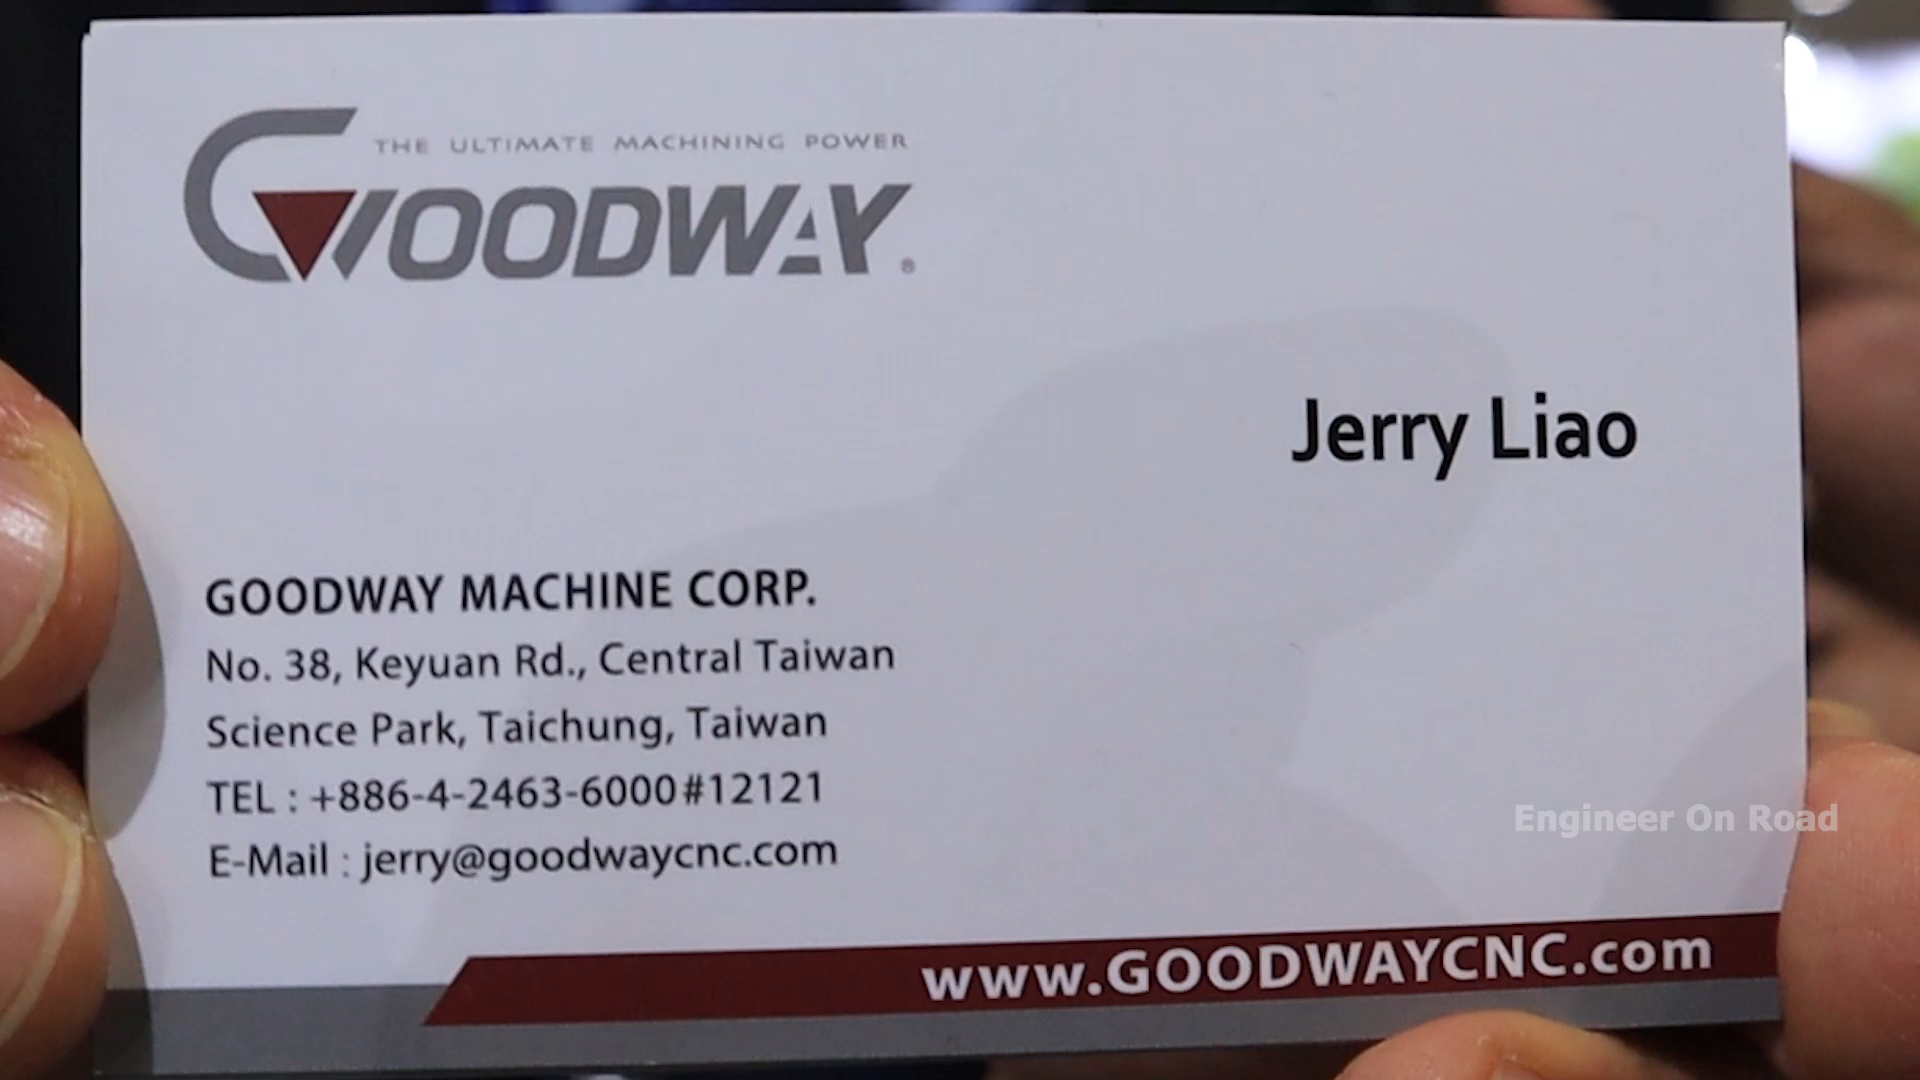 THE ULTIMATE MACHINING POWER
GOODWAY®
Jerry Liao
GOODWAY MACHINE CORP.
No. 38, Keyuan Rd., Central Taiwan
Science Park, Taichung, Taiwan
TEL : +886-4-2463-6000#12121
E-Mail : jerry@goodwaycnc.com
Engineer On Road
www.GOODWAYCNC.com